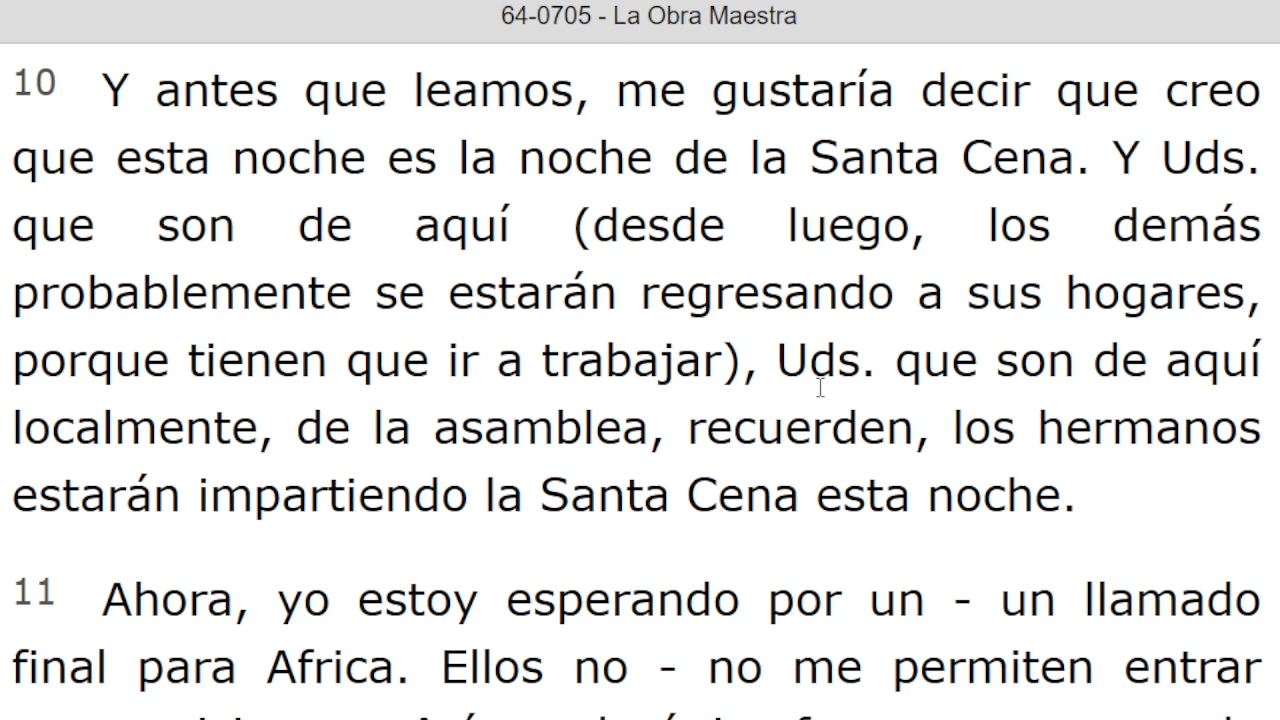 64-0705 - La Obra Maestra
10 Y antes que leamos, me gustaría decir que creo
que esta noche es la noche de la Santa Cena. Y Uds.
que son de aquí (desde luego, los demás
probablemente se estarán regresando a sus hogares,
porque tienen que ir a trabajar), Uds. que son de aquí
localmente, de la asamblea, recuerden, los hermanos
estarán impartiendo la Santa Cena esta noche.
11 Ahora, yo estoy esperando por un - un llamado
final para Africa. Ellos no - no me permiten entrar